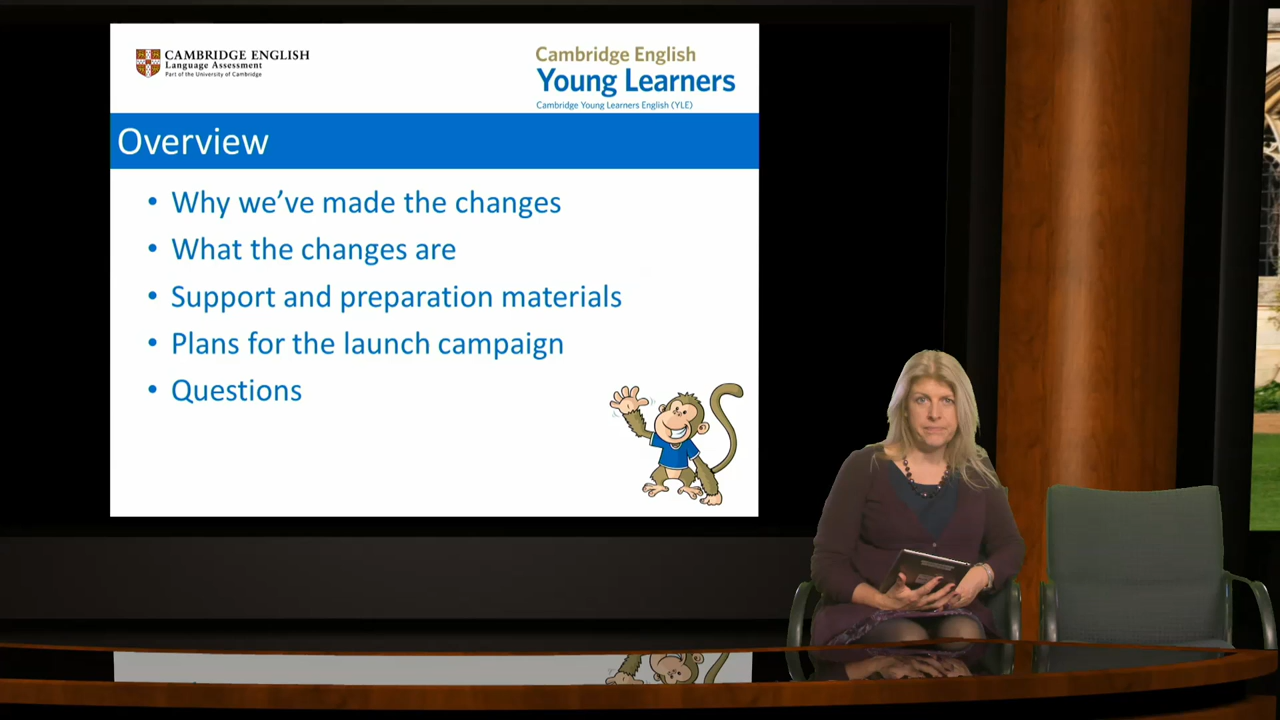 CAMBRIDGE ENGLISH
Language Assessment
Part of the University of Cambridge
Cambridge English
Young Learners
Cambridge Young Learners English (YLE)
Overview
• Why we’ve made the changes
• What the changes are
• Support and preparation materials
• Plans for the launch campaign
• Questions